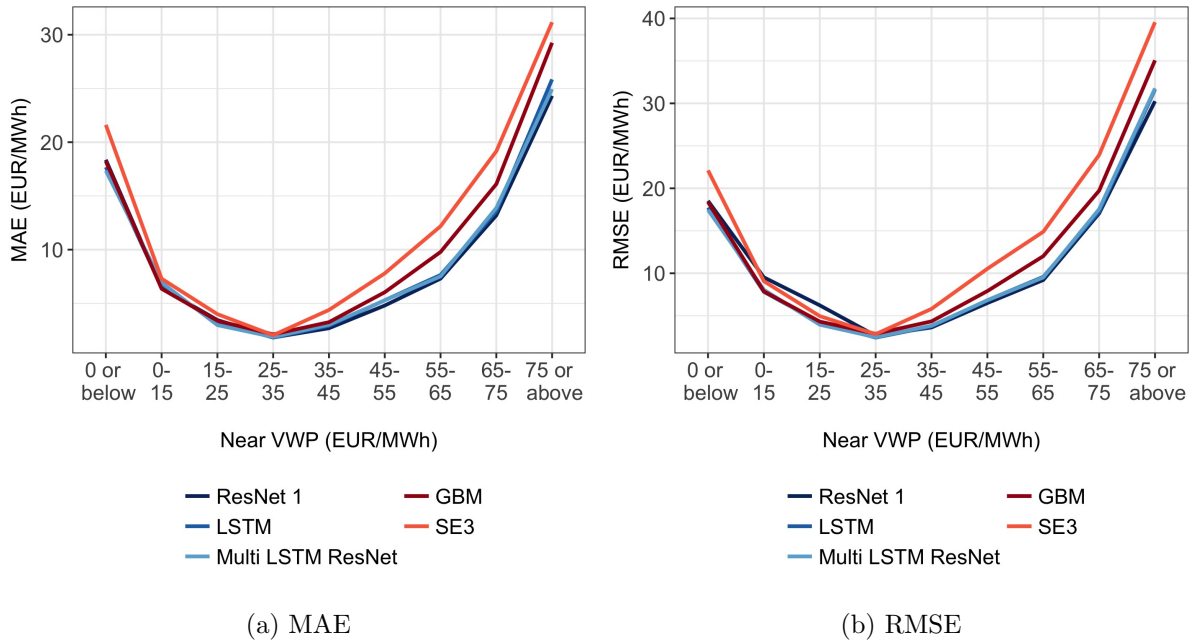 MAE (EUR/MWh)
30
20
10
0 or below
0-15
15-25
25-35
35-45
45-55
55-65
65-75
75 or above
Near VWP (EUR/MWh)
ResNet 1
GBM
LSTM
SE3
Multi LSTM ResNet
(a) MAE
RMSE (EUR/MWh)
40
30
20
10
0 or below
0-15
15-25
25-35
35-45
45-55
55-65
65-75
75 or above
Near VWP (EUR/MWh)
ResNet 1
GBM
LSTM
SE3
Multi LSTM ResNet
(b) RMSE